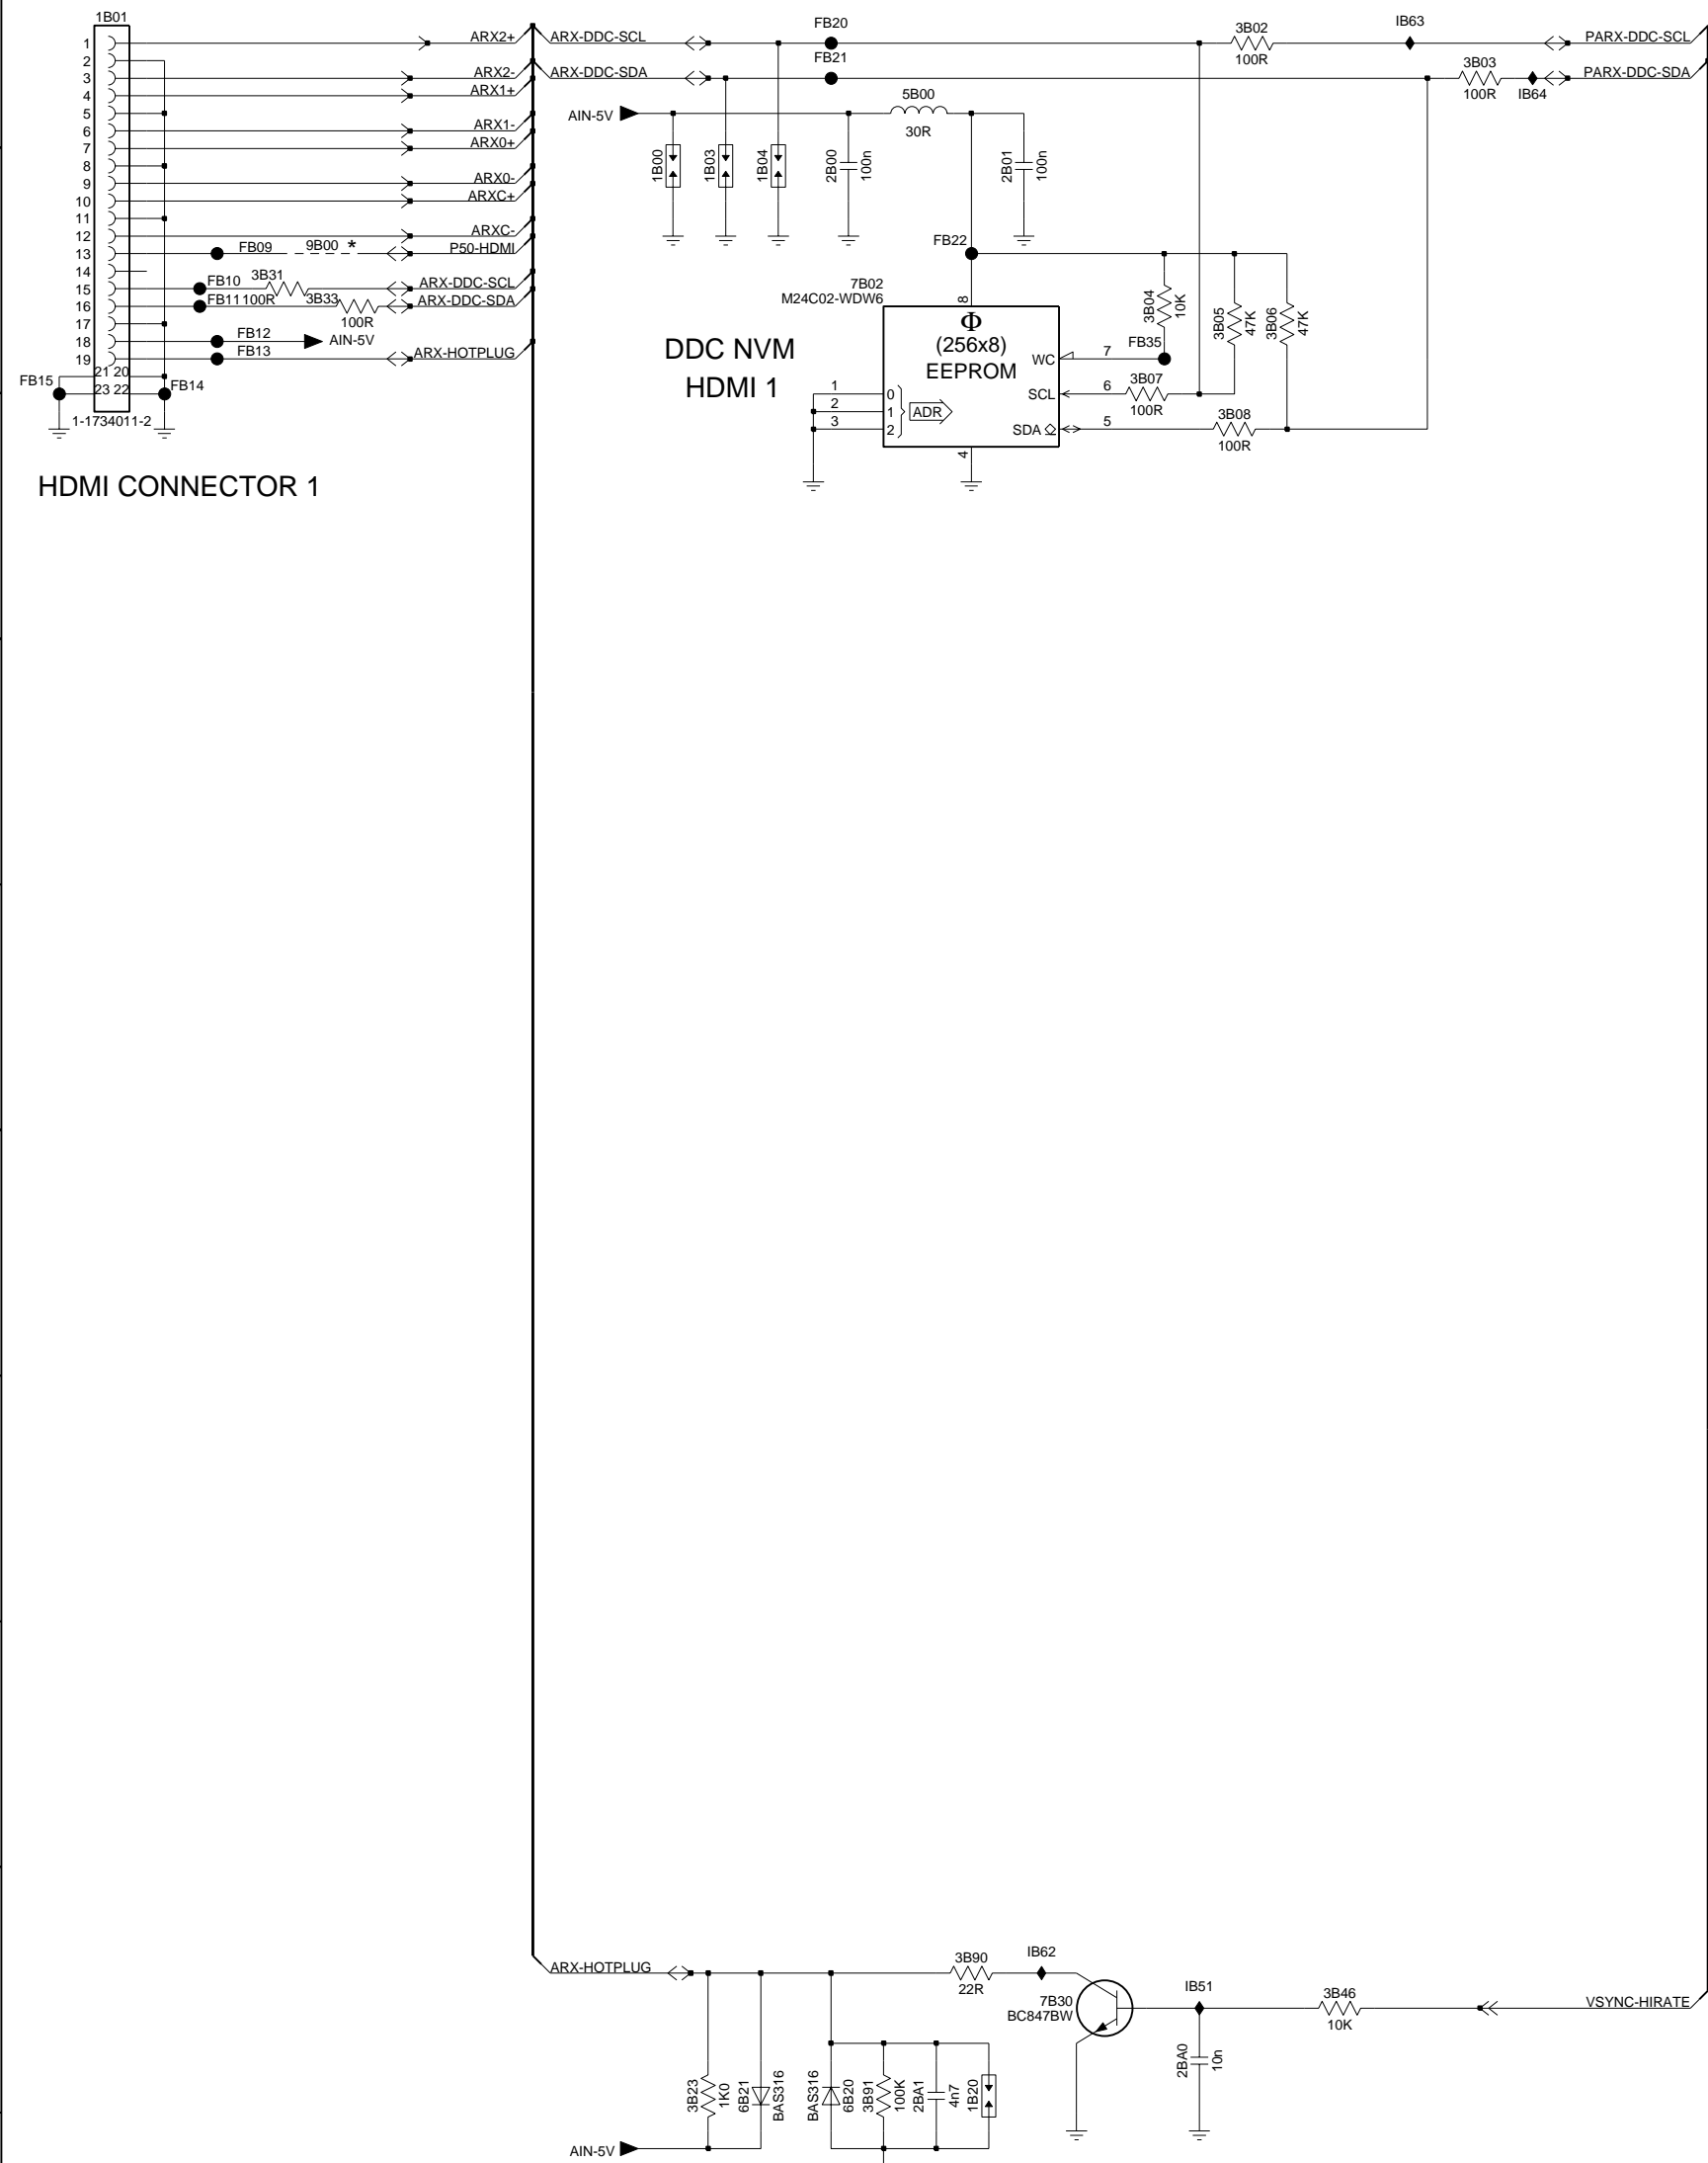 1B01
1
2
3
4
5
6
7
8
9
10
11
12
13
14
15
16
17
18
19
21 20
23 22
1-1734011-2
FB15
FB14
HDMI CONNECTOR 1
ARX2+
ARX2-
ARX1+
ARX1-
ARX0+
ARX0-
ARXC+
ARXC-
FB09 9B00 * P50-HDMI
FB10 3B31 ARX-DDC-SCL
FB11 100R 3B33 ARX-DDC-SDA
100R
FB12 AIN-5V
FB13 ARX-HOTPLUG
ARX-DDC-SCL FB20 3B02 IB63 PARX-DDC-SCL
100R
ARX-DDC-SDA FB21 3B03 PARX-DDC-SDA
100R IB64
AIN-5V
5B00
30R
1B00
1B03
1B04
2B00
100n
2B01
100n
FB22
7B02
M24C02-WDW6
8
Φ
(256x8)
EEPROM
DDC NVM
HDMI 1
1 0
2 1 ADR
3 2
WC 7 FB35
SCL 6 3B07
100R
SDA 5 3B08
100R
4
3B04
10K
3B05
47K
3B06
47K
ARX-HOTPLUG
3B90
22R
IB62
7B30
BC847BW
IB51
3B46
10K
VSYNC-HIRATE
2BA0
10n
3B23
1K0
6B21
BAS316
BAS316
6B20
3B91
100K
2BA1
4n7
1B20
AIN-5V